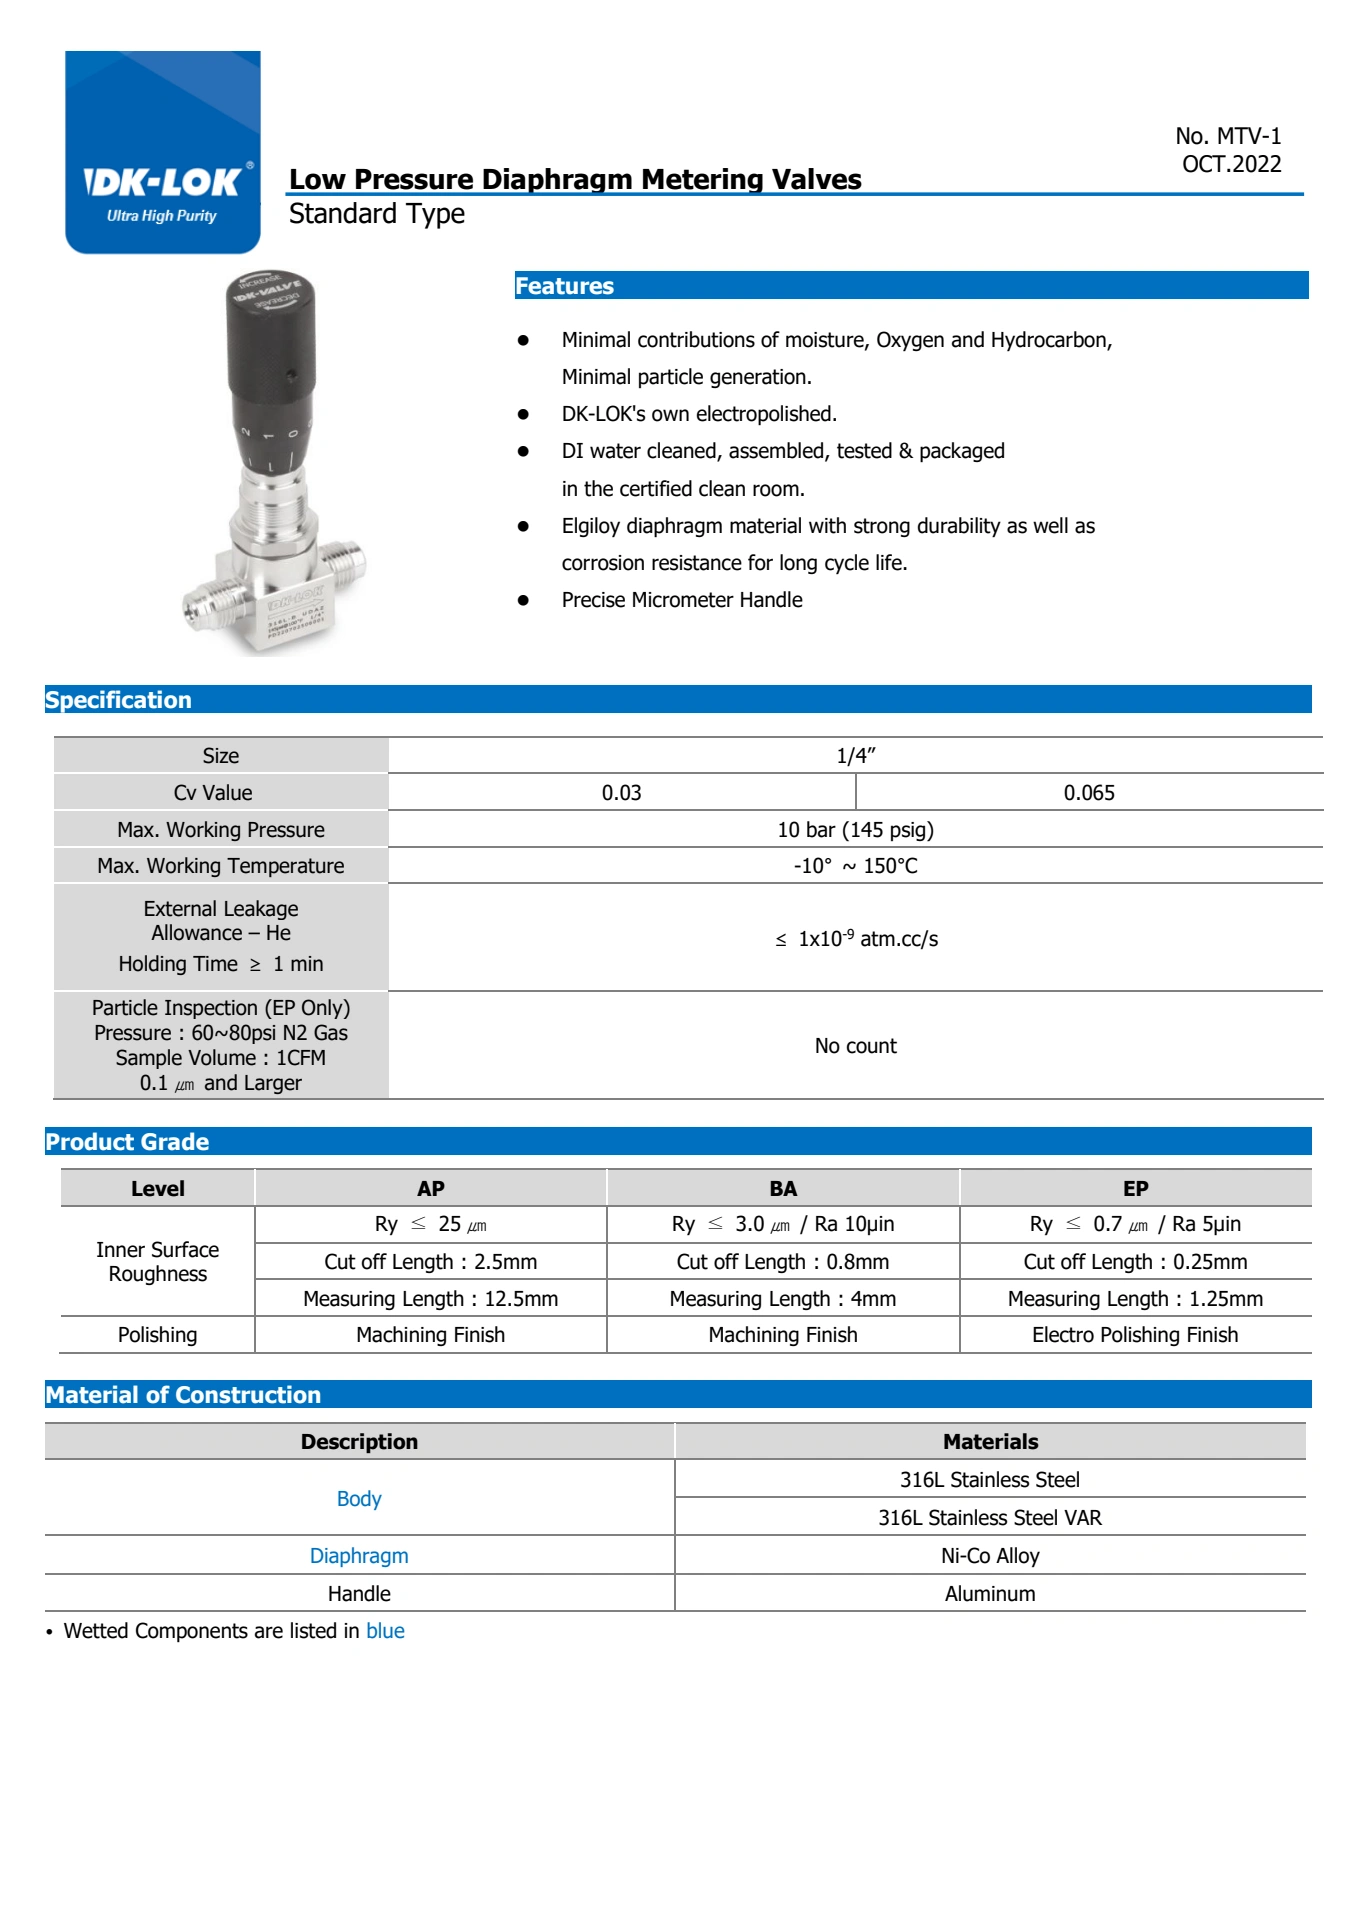 No. MTV-1
OCT.2022
DK-LOK®
Ultra High Purity
Low Pressure Diaphragm Metering Valves
Standard Type
INCREASE
DK-VALVE
DECREASE
2 1 0
DK-LOK
Features
● Minimal contributions of moisture, Oxygen and Hydrocarbon,
Minimal particle generation.
● DK-LOK's own electropolished.
● DI water cleaned, assembled, tested & packaged
in the certified clean room.
● Elgiloy diaphragm material with strong durability as well as
corrosion resistance for long cycle life.
● Precise Micrometer Handle
Specification
Size 1/4”
Cv Value 0.03 0.065
Max. Working Pressure 10 bar (145 psig)
Max. Working Temperature -10° ~ 150°C
External Leakage
Allowance – He
Holding Time ≥ 1 min
≤ 1x10⁻⁹ atm.cc/s
Particle Inspection (EP Only)
Pressure : 60~80psi N2 Gas
Sample Volume : 1CFM
0.1 ㎛ and Larger
No count
Product Grade
Level AP BA EP
Inner Surface
Roughness
Ry ≤ 25 ㎛ Ry ≤ 3.0 ㎛ / Ra 10µin Ry ≤ 0.7 ㎛ / Ra 5µin
Cut off Length : 2.5mm Cut off Length : 0.8mm Cut off Length : 0.25mm
Measuring Length : 12.5mm Measuring Length : 4mm Measuring Length : 1.25mm
Polishing Machining Finish Machining Finish Electro Polishing Finish
Material of Construction
Description Materials
Body 316L Stainless Steel
316L Stainless Steel VAR
Diaphragm Ni-Co Alloy
Handle Aluminum
• Wetted Components are listed in blue